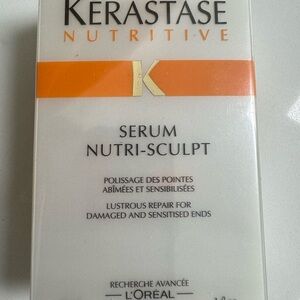 KERASTASE
NUTRITIVE
K
SERUM
NUTRI-SCULPT
POLISSAGE DES POINTES
ABÎMÉES ET SENSIBILISÉES
LUSTROUS REPAIR FOR
DAMAGED AND SENSITISED ENDS
RECHERCHE AVANCÉE
L'ORÉAL